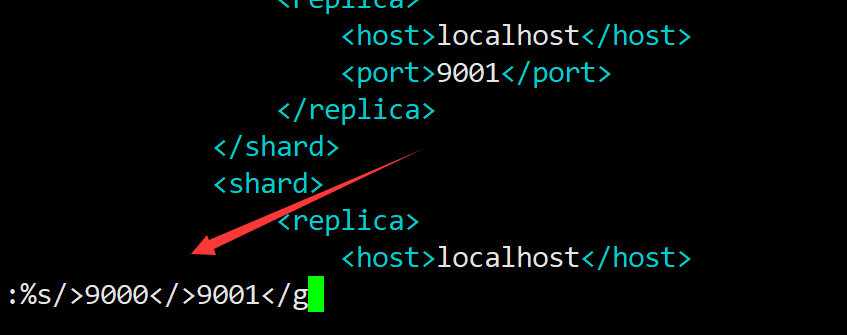 <replica>
<host>localhost</host>
<port>9001</port>
</replica>
</shard>
<shard>
<replica>
<host>localhost</host>
:%s/>9000</>9001</g